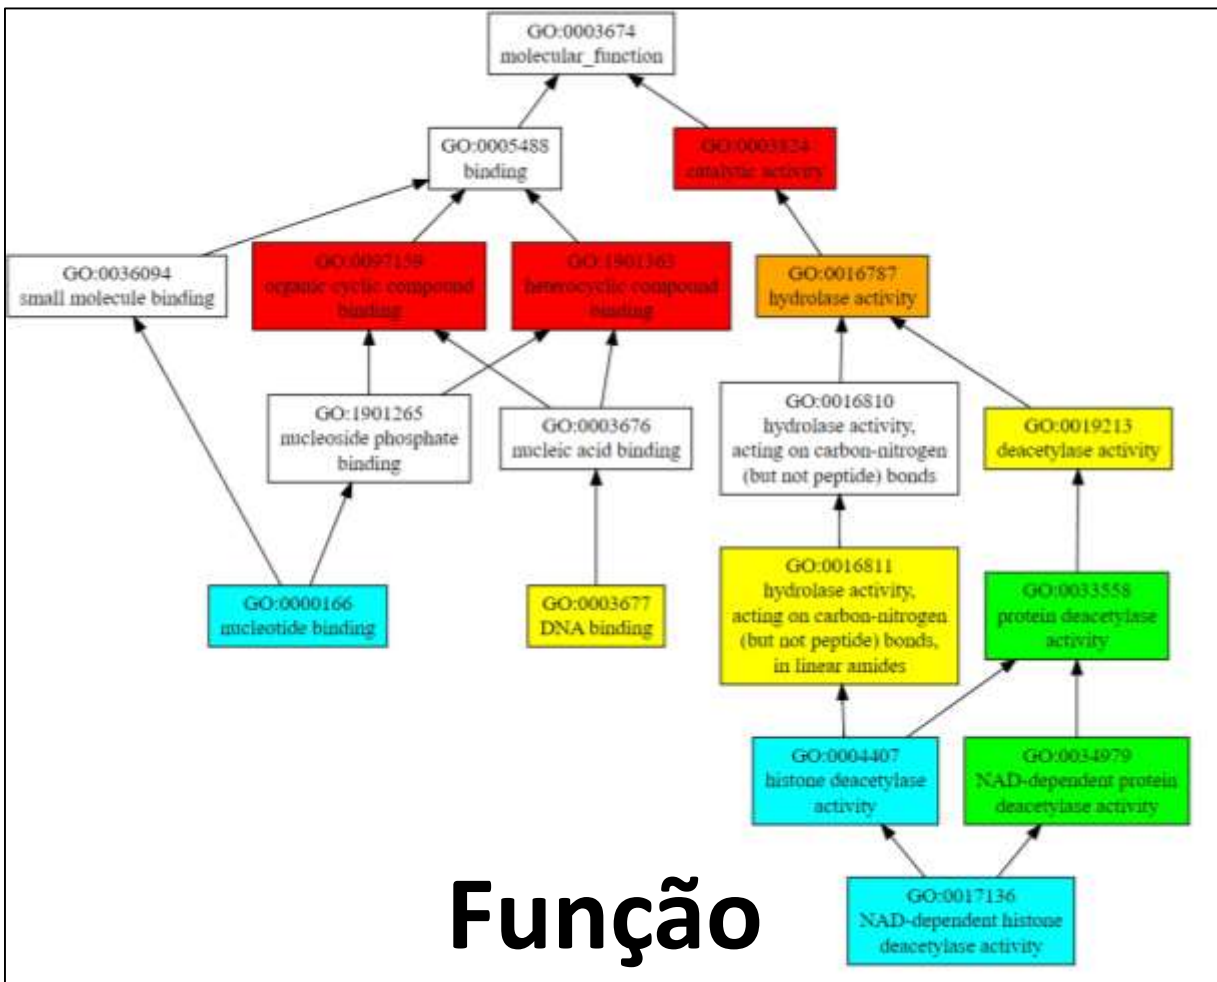 GO:0003674
molecular_function
GO:0005488
binding
GO:0003824
catalytic activity
GO:0036094
small molecule binding
GO:0097159
organic cyclic compound
binding
GO:1901363
heterocyclic compound
binding
GO:0016787
hydrolase activity
GO:1901265
nucleoside phosphate
binding
GO:0003676
nucleic acid binding
GO:0016810
hydrolase activity,
acting on carbon-nitrogen
(but not peptide) bonds
GO:0019213
deacetylase activity
GO:0000166
nucleotide binding
GO:0003677
DNA binding
GO:0016811
hydrolase activity,
acting on carbon-nitrogen
(but not peptide) bonds,
in linear amides
GO:0033558
protein deacetylase
activity
GO:0004407
histone deacetylase
activity
GO:0034979
NAD-dependent protein
deacetylase activity
GO:0017136
NAD-dependent histone
deacetylase activity
Função